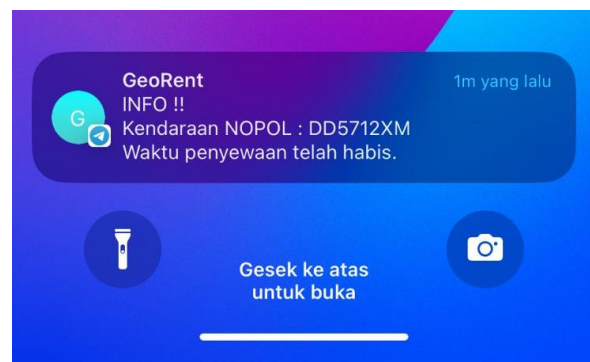 GeoRent
1m yang lalu
INFO !!
Kendaraan NOPOL : DD5712XM
Waktu penyewaan telah habis.
G
Gesek ke atas
untuk buka